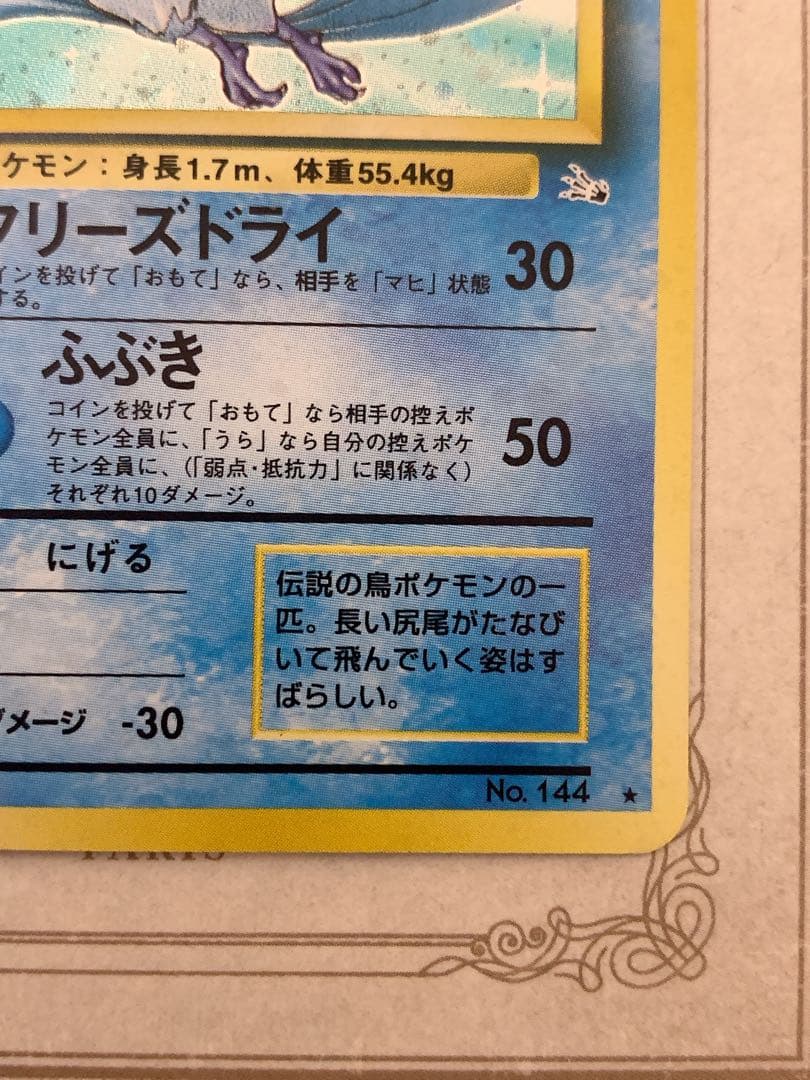 ケモン：身長1.7m、体重55.4kg
フリーズドライ 30
インを投げて「おもて」なら、相手を「マヒ」状態
する。
ふぶき
コインを投げて「おもて」なら相手の控えポ
ケモン全員に、「うら」なら自分の控えポケ
モン全員に、（「弱点・抵抗力」に関係なく）
それぞれ10ダメージ。
50
にげる
伝説の鳥ポケモンの一
匹。長い尻尾がたなび
いて飛んでいく姿はす
ばらしい。
ダメージ -30
No. 144 ★
PARIS